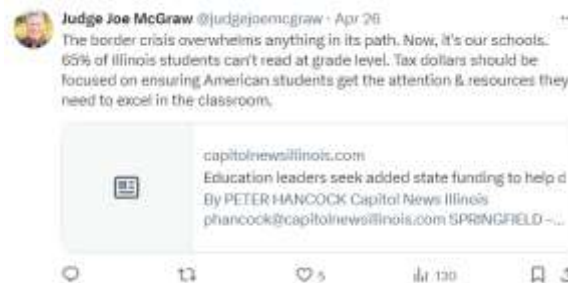 Judge Joe McGraw @judgejoemcgraw · Apr 26
The border crisis overwhelms anything in its path. Now, it's our schools.
65% of Illinois students can't read at grade level. Tax dollars should be
focused on ensuring American students get the attention & resources they
need to excel in the classroom.
capitolnewsillinois.com
Education leaders seek added state funding to help d
By PETER HANCOCK Capitol News Illinois
phancock@capitolnewsillinois.com SPRINGFIELD –...
5
130